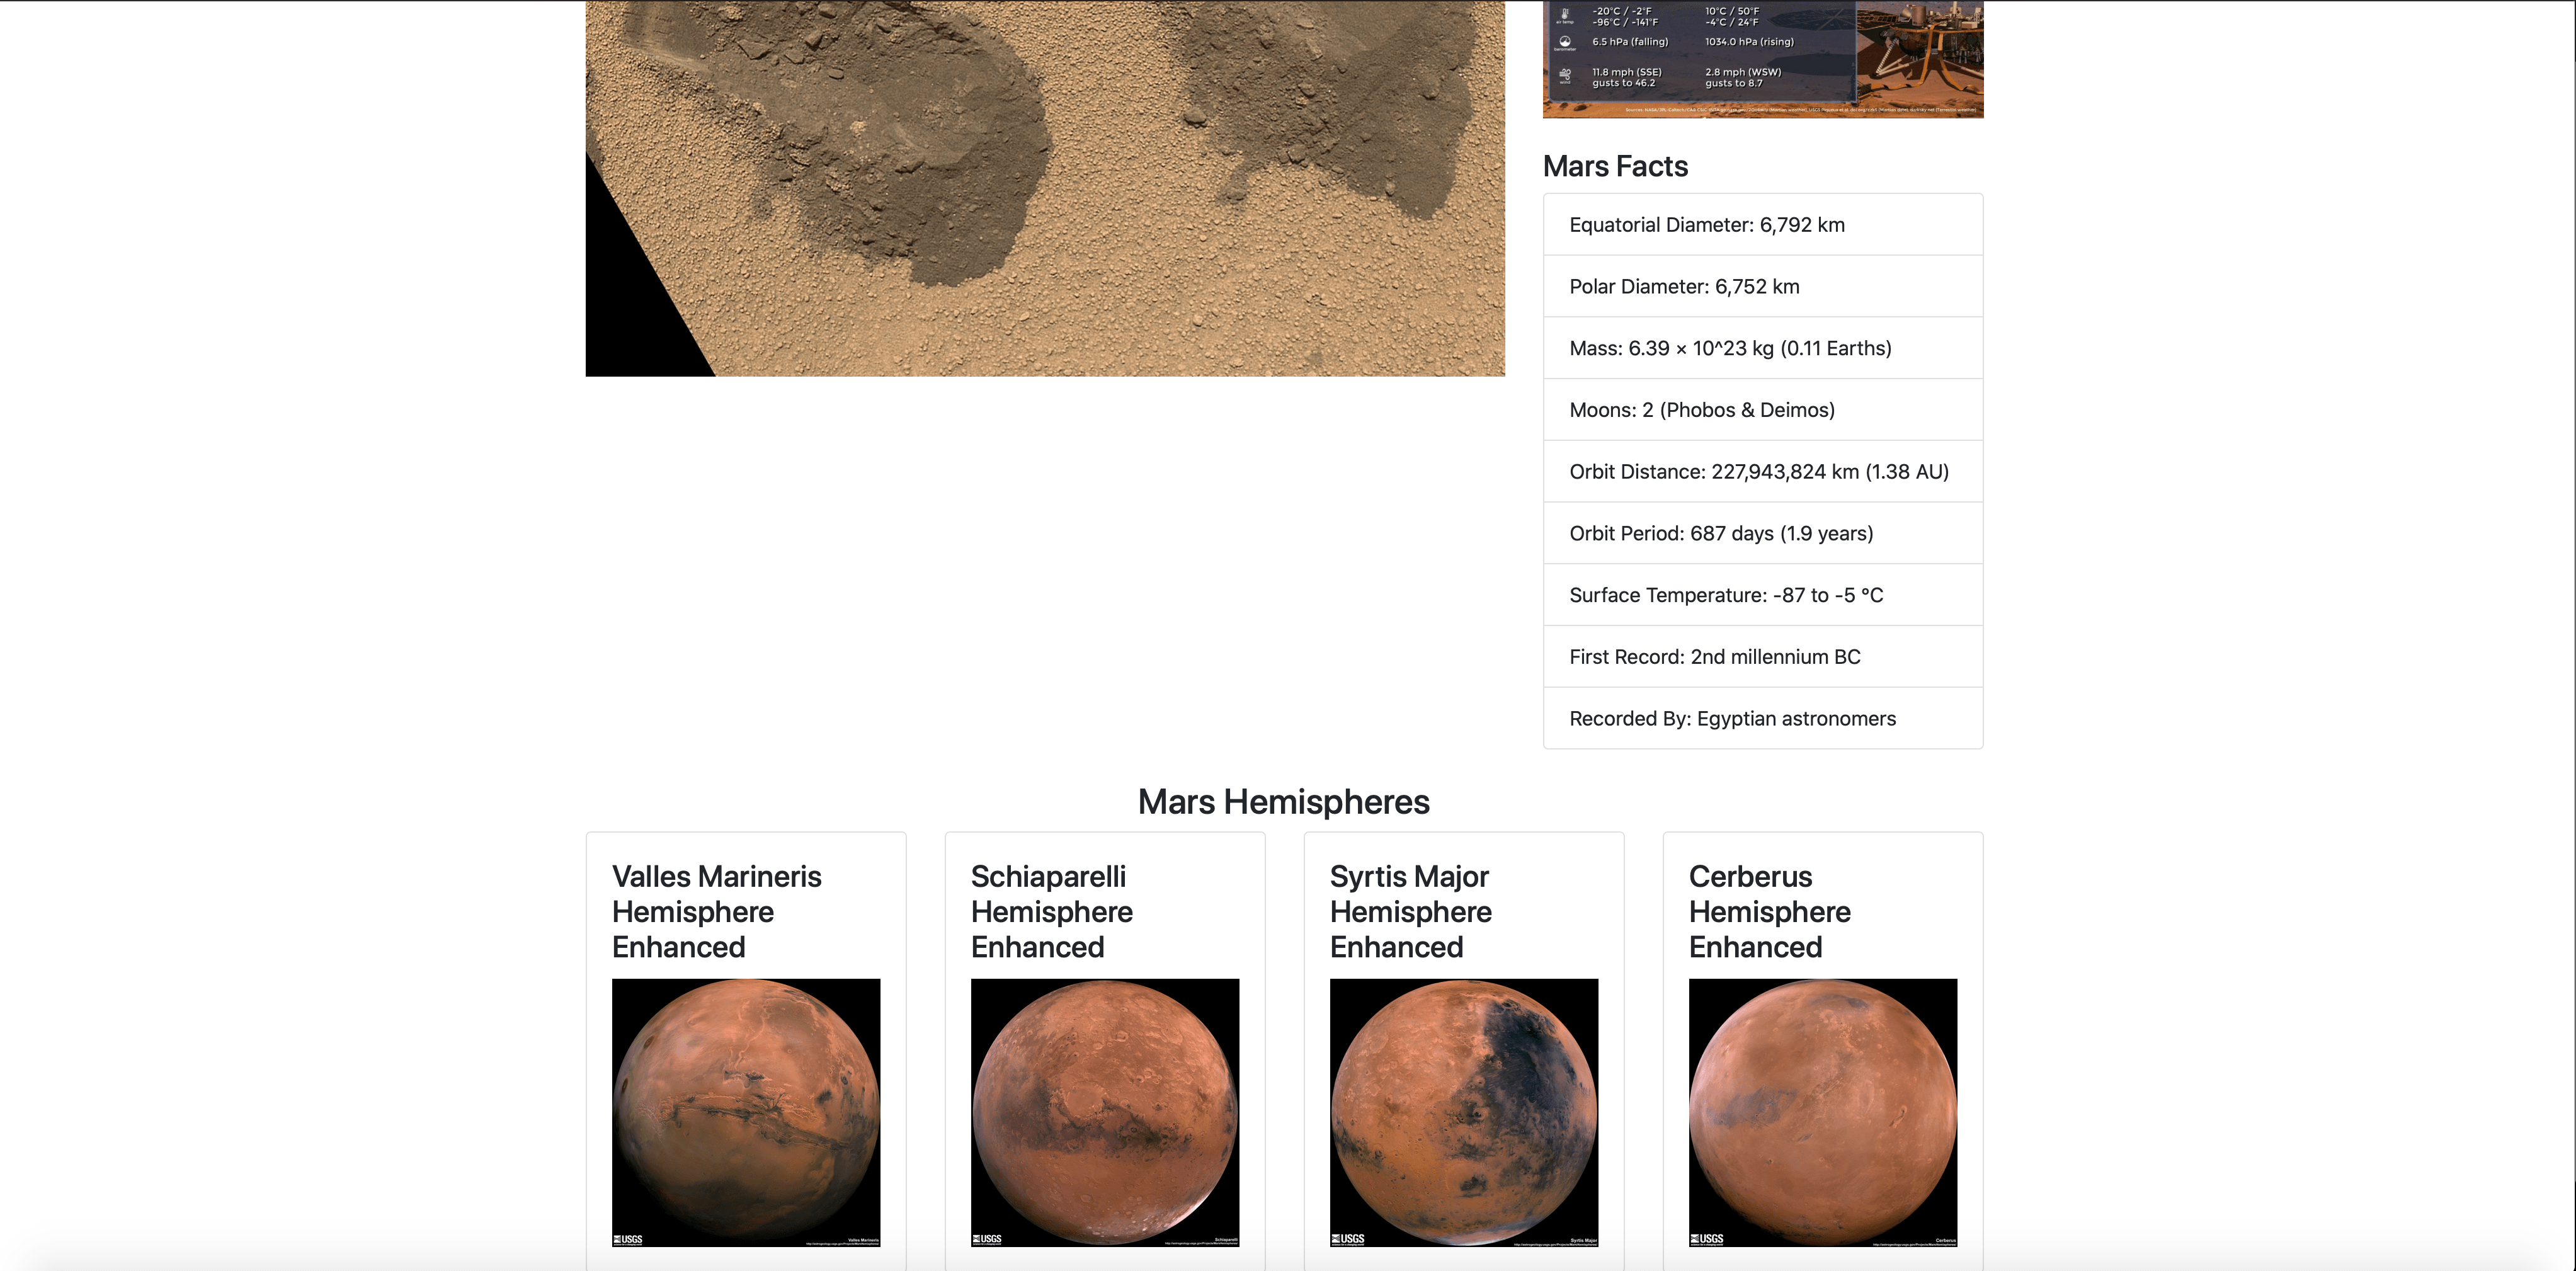 -20°C / -2°F 10°C / 50°F
air temp -96°C / -141°F -4°C / 24°F
6.5 hPa (falling) 1034.0 hPa (rising)
barometer
11.8 mph (SSE) 2.8 mph (WSW)
wind gusts to 46.2 gusts to 8.7
Mars Facts
Equatorial Diameter: 6,792 km
Polar Diameter: 6,752 km
Mass: 6.39 × 10^23 kg (0.11 Earths)
Moons: 2 (Phobos & Deimos)
Orbit Distance: 227,943,824 km (1.38 AU)
Orbit Period: 687 days (1.9 years)
Surface Temperature: -87 to -5 °C
First Record: 2nd millennium BC
Recorded By: Egyptian astronomers
Mars Hemispheres
Valles Marineris
Hemisphere
Enhanced
USGS
Valles Marineris
Schiaparelli
Hemisphere
Enhanced
USGS
Schiaparelli
Syrtis Major
Hemisphere
Enhanced
USGS
Syrtis Major
Cerberus
Hemisphere
Enhanced
USGS
Cerberus